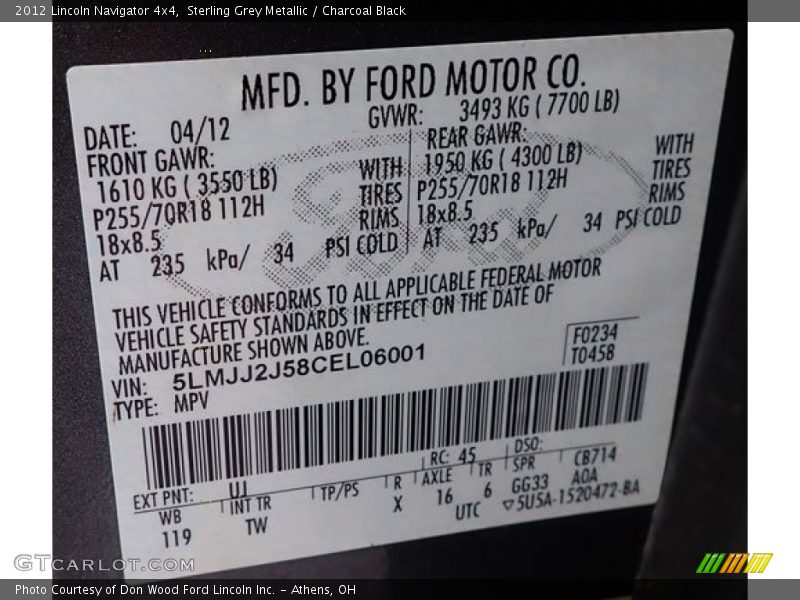 2012 Lincoln Navigator 4x4,  Sterling Grey Metallic / Charcoal Black
MFD. BY FORD MOTOR CO.
DATE: 04/12
GVWR: 3493 KG ( 7700 LB)
FRONT GAWR:
1610 KG ( 3550 LB)
P255/70R18 112H
18x8.5
AT 235 kPa/ 34 PSI COLD
WITH
TIRES
RIMS
REAR GAWR:
1950 KG ( 4300 LB)
P255/70R18 112H
18x8.5
AT 235 kPa/ 34 PSI COLD
WITH
TIRES
RIMS
THIS VEHICLE CONFORMS TO ALL APPLICABLE FEDERAL MOTOR
VEHICLE SAFETY STANDARDS IN EFFECT ON THE DATE OF
MANUFACTURE SHOWN ABOVE.
VIN: 5LMJJ2J58CEL06001
TYPE: MPV
F0234
T0458
EXT PNT: UJ RC: 45 DSO:
WB INT TR TP/PS R AXLE TR SPR CB714
119 TW X 16 6 GG33 AOA
UTC ▽5U5A-1520472-BA
Ford
GTCARLOT.COM
Photo Courtesy of Don Wood Ford Lincoln Inc. – Athens, OH